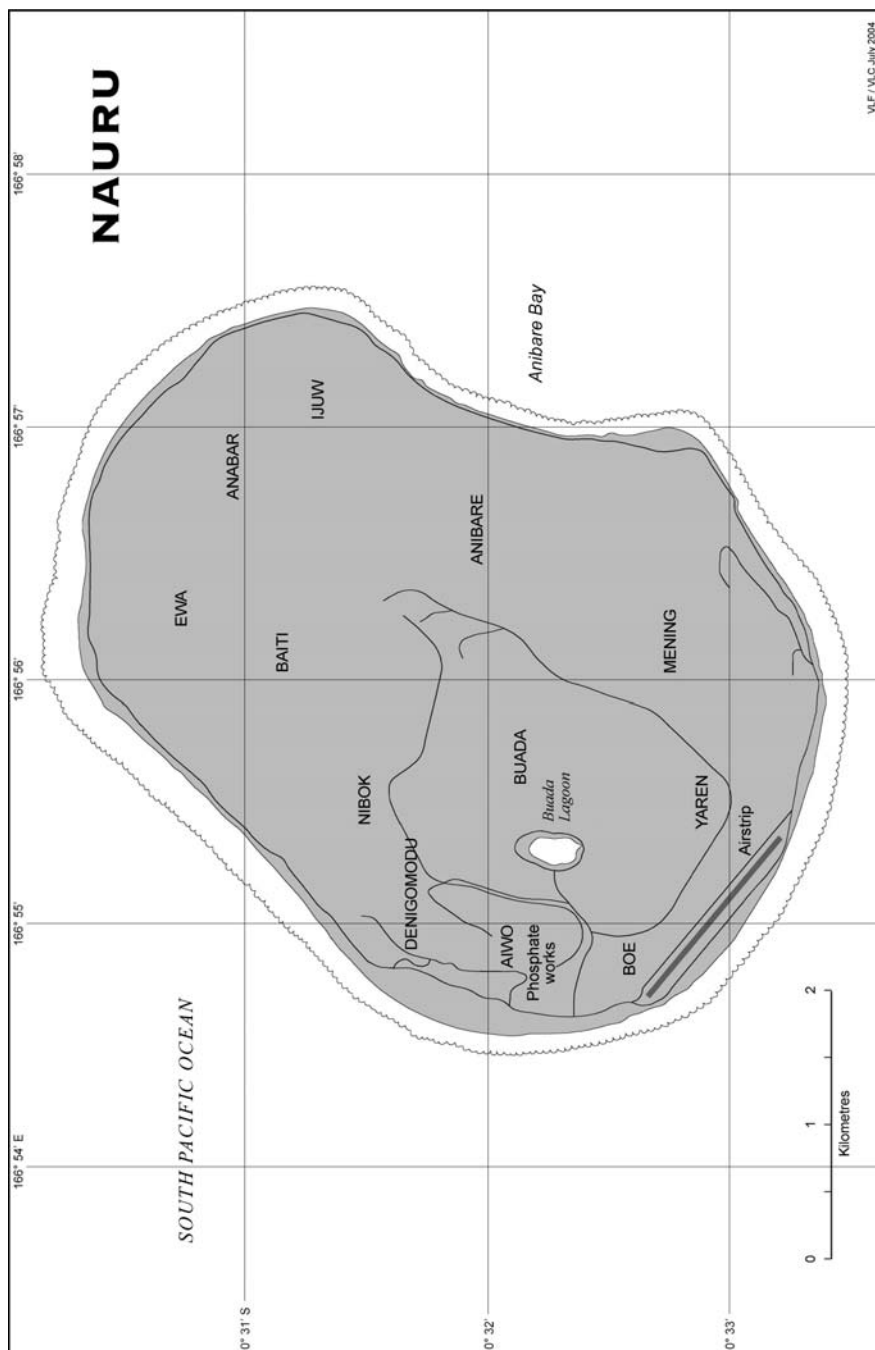 NAURU
166° 54' E
166° 55'
166° 56'
166° 57'
166° 58'
0° 31' S
0° 32'
0° 33'
SOUTH PACIFIC OCEAN
EWA
ANABAR
BAITI
IJUW
NIBOK
DENIGOMODU
ANIBARE
Anibare Bay
AIWO
Phosphate
works
BUADA
Buada
Lagoon
BOE
YAREN
MENING
Airstrip
0
1
2
Kilometres
VLF / VLC July 2004